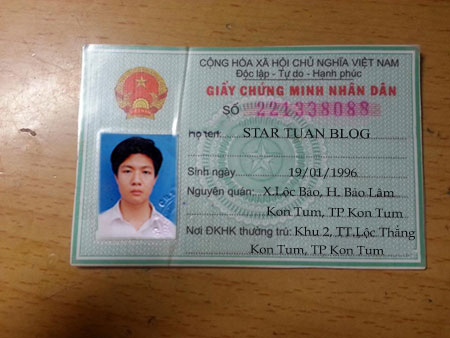 CỘNG HÒA XÃ HỘI CHỦ NGHĨA VIỆT NAM
Độc lập - Tự do - Hạnh phúc
GIẤY CHỨNG MINH NHÂN DÂN
SỐ 221338088
Họ tên: STAR TUAN BLOG
Sinh ngày 19/01/1996
Nguyên quán: X.Lộc Bảo, H. Bảo Lâm
Kon Tum, TP Kon Tum
Nơi ĐKHK thường trú: Khu 2, TT.Lộc Thắng
Kon Tum, TP Kon Tum